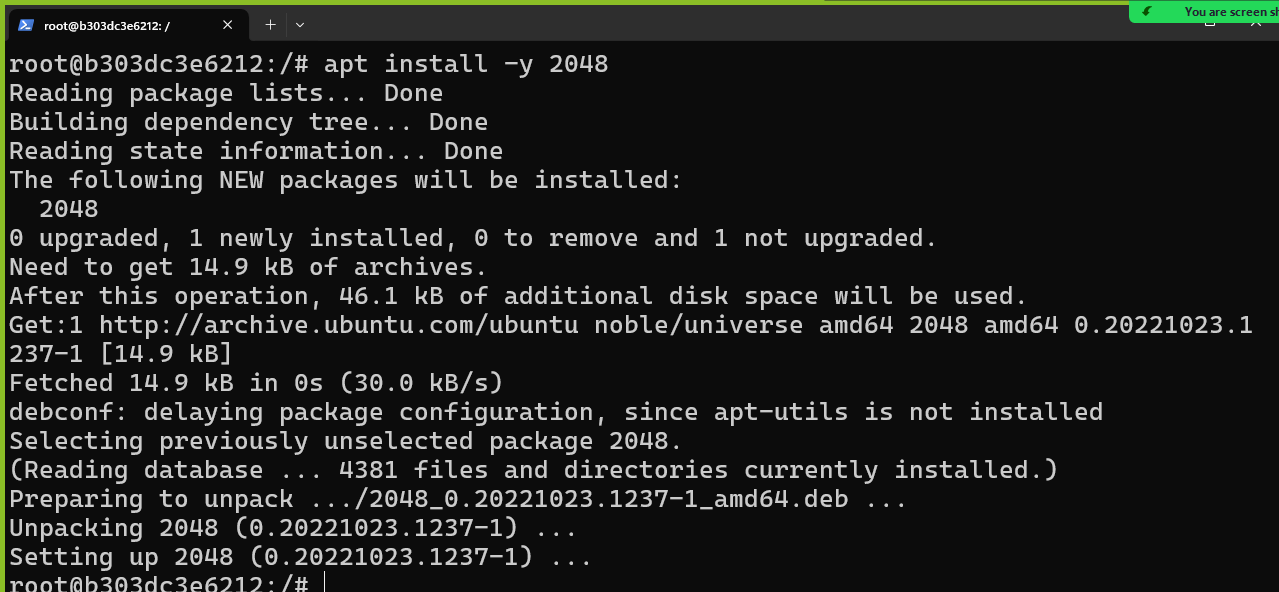 root@b303dc3e6212: /
You are screen sh
root@b303dc3e6212:/# apt install -y 2048
Reading package lists... Done
Building dependency tree... Done
Reading state information... Done
The following NEW packages will be installed:
  2048
0 upgraded, 1 newly installed, 0 to remove and 1 not upgraded.
Need to get 14.9 kB of archives.
After this operation, 46.1 kB of additional disk space will be used.
Get:1 http://archive.ubuntu.com/ubuntu noble/universe amd64 2048 amd64 0.20221023.1
237-1 [14.9 kB]
Fetched 14.9 kB in 0s (30.0 kB/s)
debconf: delaying package configuration, since apt-utils is not installed
Selecting previously unselected package 2048.
(Reading database ... 4381 files and directories currently installed.)
Preparing to unpack .../2048_0.20221023.1237-1_amd64.deb ...
Unpacking 2048 (0.20221023.1237-1) ...
Setting up 2048 (0.20221023.1237-1) ...
root@b303dc3e6212:/#